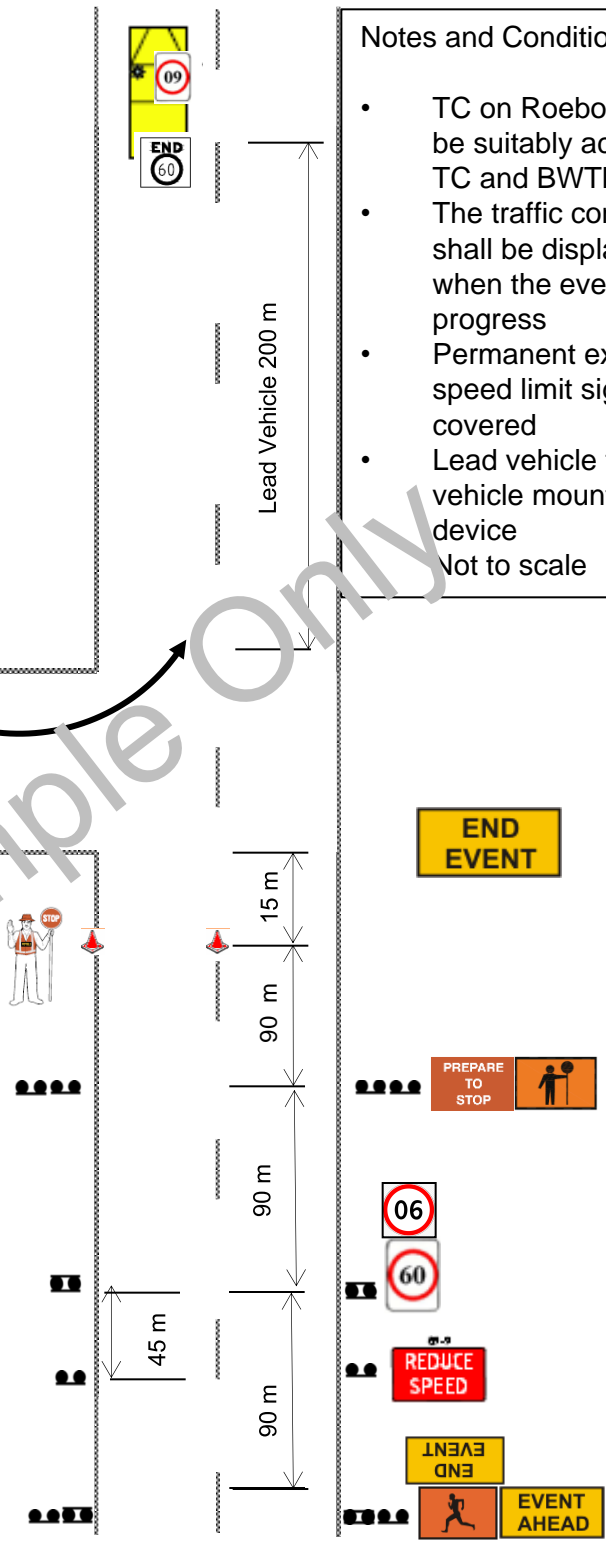 Notes and Conditio
• TC on Roebo
be suitably ac
TC and BWT
• The traffic cor
shall be displa
when the eve
progress
• Permanent ex
speed limit sig
covered
• Lead vehicle
vehicle moun
device
Not to scale
09
END
60
Lead Vehicle 200 m
ple Only
END
EVENT
15 m
STOP
90 m
PREPARE
TO
STOP
90 m
06
60
45 m
REDUCE
SPEED
90 m
END
EVENT
EVENT
AHEAD